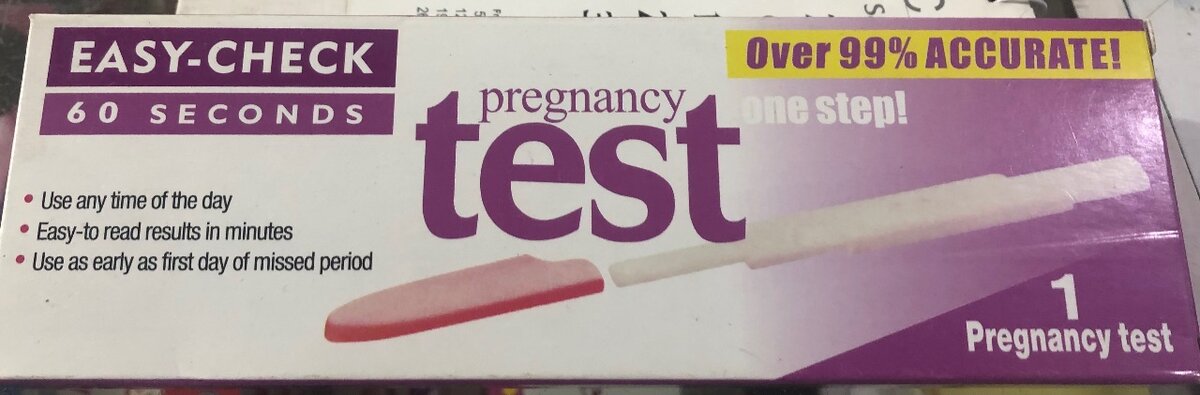 EASY-CHECK
60 SECONDS
pregnancy
test
Over 99% ACCURATE!
one step!
• Use any time of the day
• Easy-to read results in minutes
• Use as early as first day of missed period
1
Pregnancy test